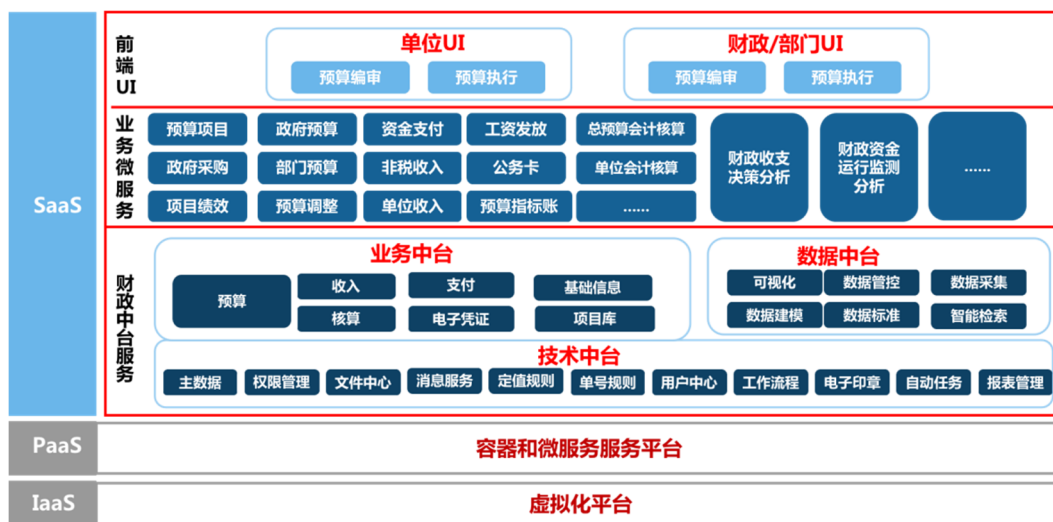 SaaS
前端UI
单位UI
预算编审
预算执行
财政/部门UI
预算编审
预算执行
业务微服务
预算项目
政府预算
资金支付
工资发放
总预算会计核算
政府采购
部门预算
非税收入
公务卡
单位会计核算
项目绩效
预算调整
单位收入
预算指标账
......
财政收支
决策分析
财政资金
运行监测
分析
......
财政中台服务
业务中台
预算
收入
支付
基础信息
核算
电子凭证
项目库
数据中台
可视化
数据管控
数据采集
数据建模
数据标准
智能检索
技术中台
主数据
权限管理
文件中心
消息服务
定值规则
单号规则
用户中心
工作流程
电子印章
自动任务
报表管理
PaaS
容器和微服务服务平台
IaaS
虚拟化平台